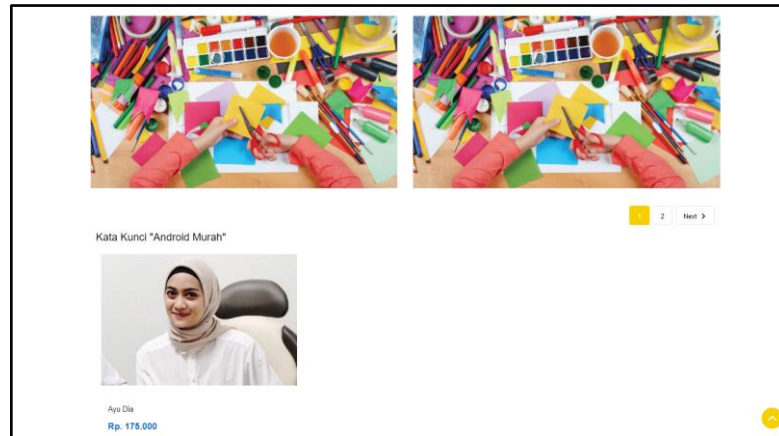 1 2 Next >
Kata Kunci "Android Murah"
Ayu Dia
Rp. 175.000